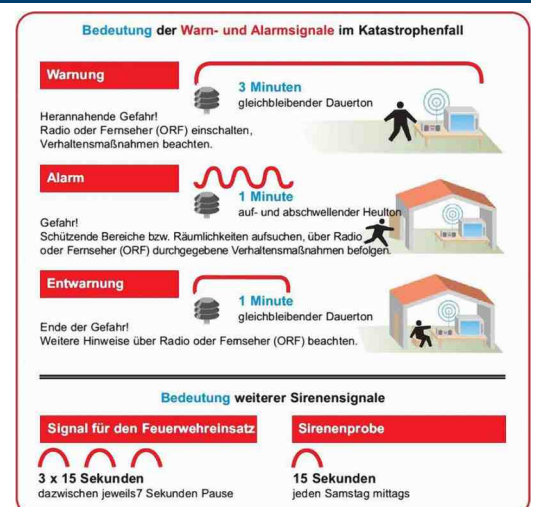 Bedeutung der Warn- und Alarmsignale im Katastrophenfall
Warnung
3 Minuten
gleichbleibender Dauerton
Herannahende Gefahr!
Radio oder Fernseher (ORF) einschalten,
Verhaltensmaßnahmen beachten.
Alarm
1 Minute
auf- und abschwellender Heulton
Gefahr!
Schützende Bereiche bzw. Räumlichkeiten aufsuchen, über Radio
oder Fernseher (ORF) durchgegebene Verhaltensmaßnahmen befolgen.
Entwarnung
1 Minute
gleichbleibender Dauerton
Ende der Gefahr!
Weitere Hinweise über Radio oder Fernseher (ORF) beachten.
Bedeutung weiterer Sirenensignale
Signal für den Feuerwehreinsatz
3 x 15 Sekunden
dazwischen jeweils7 Sekunden Pause
Sirenenprobe
15 Sekunden
jeden Samstag mittags